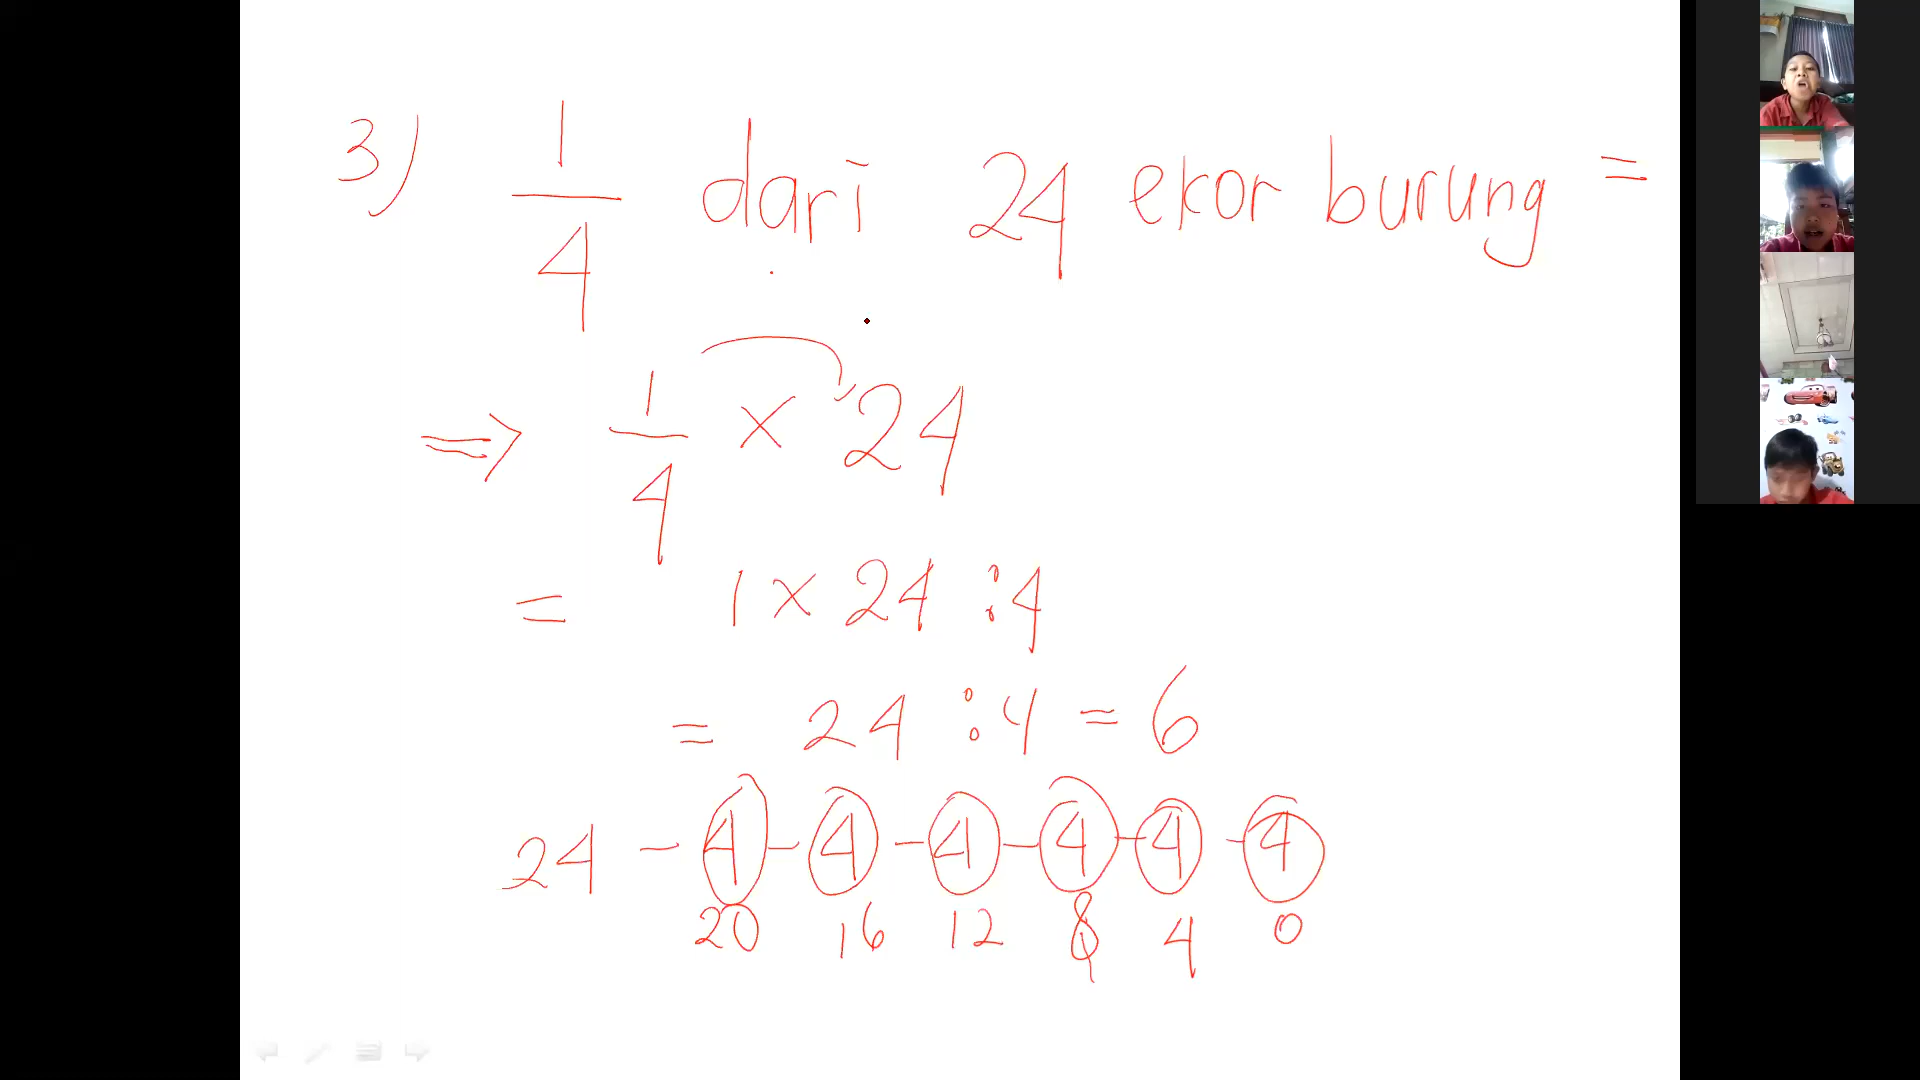 3) 1/4 dari 24 ekor burung =
⇒ 1/4 × 24
= 1 × 24 : 4
= 24 : 4 = 6
24 - 4 - 4 - 4 - 4 - 4 - 4
20 16 12 8 4 0